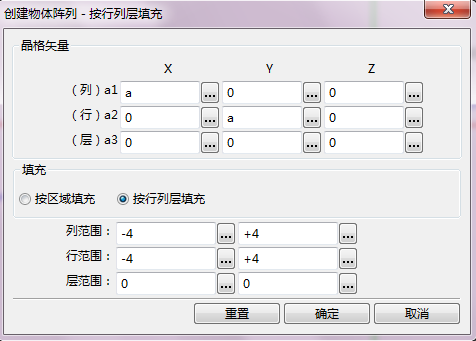 创建物体阵列 - 按行列层填充
晶格矢量
X Y Z
（列）a1 a ... 0 ... 0 ...
（行）a2 0 ... a ... 0 ...
（层）a3 0 ... 0 ... 0 ...
填充
按区域填充 按行列层填充
列范围： -4 ... +4 ...
行范围： -4 ... +4 ...
层范围： 0 ... 0 ...
重置 确定 取消